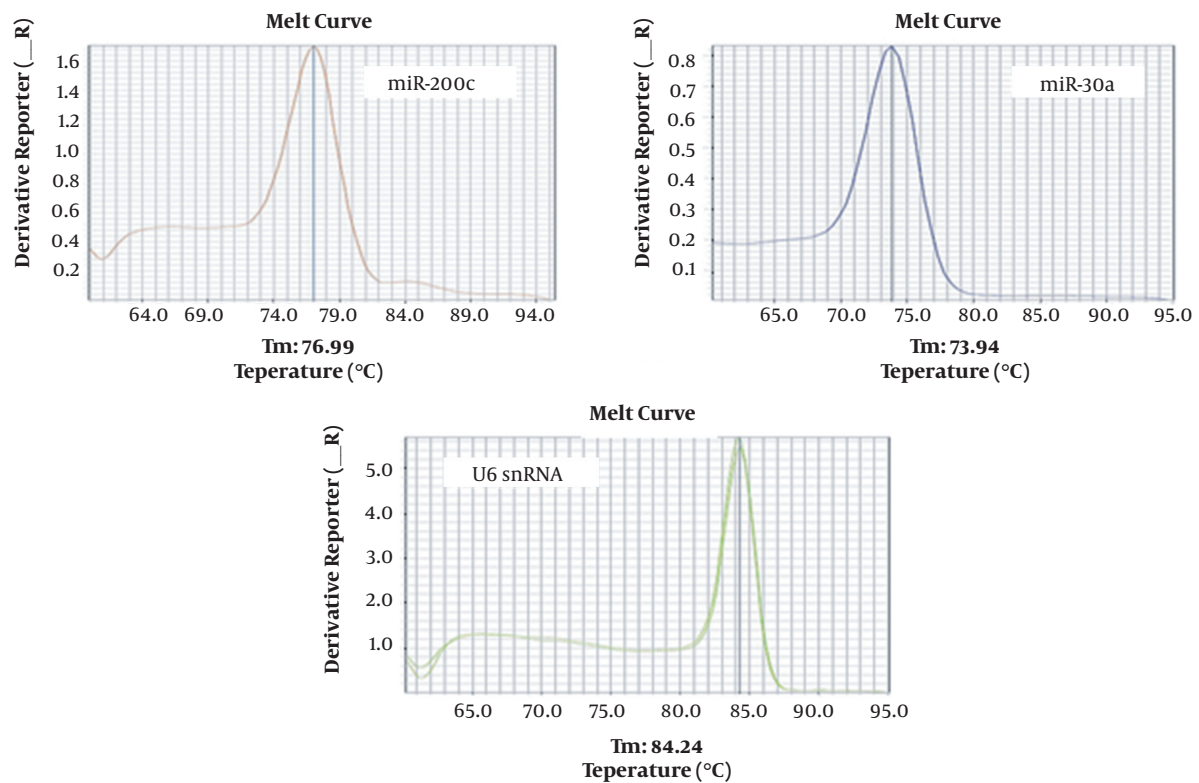 Melt Curve
Derivative Reporter (__R)
1.6
1.4
1.2
1.0
0.8
0.6
0.4
0.2
miR-200c
64.0 69.0 74.0 79.0 84.0 89.0 94.0
Tm: 76.99
Teperature (°C)
Melt Curve
Derivative Reporter (__R)
0.8
0.7
0.6
0.5
0.4
0.3
0.2
0.1
miR-30a
65.0 70.0 75.0 80.0 85.0 90.0 95.0
Tm: 73.94
Teperature (°C)
Melt Curve
Derivative Reporter (__R)
5.0
4.0
3.0
2.0
1.0
U6 snRNA
65.0 70.0 75.0 80.0 85.0 90.0 95.0
Tm: 84.24
Teperature (°C)